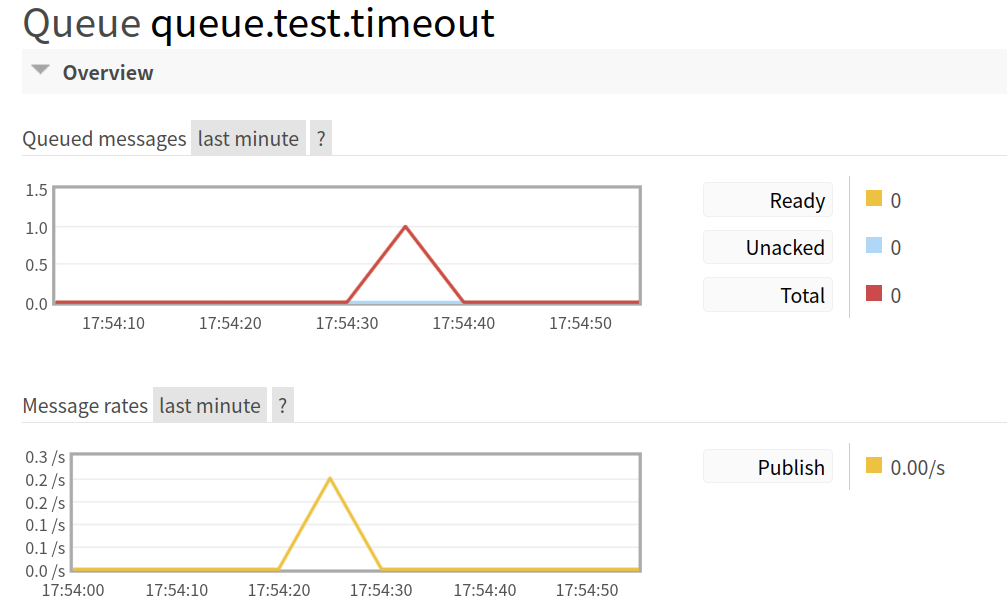 Queue queue.test.timeout
Overview
Queued messages last minute ?
1.5
1.0
0.5
0.0
17:54:10 17:54:20 17:54:30 17:54:40 17:54:50
Ready 0
Unacked 0
Total 0
Message rates last minute ?
0.3 /s
0.2 /s
0.2 /s
0.1 /s
0.1 /s
0.0 /s
17:54:00 17:54:10 17:54:20 17:54:30 17:54:40 17:54:50
Publish 0.00/s